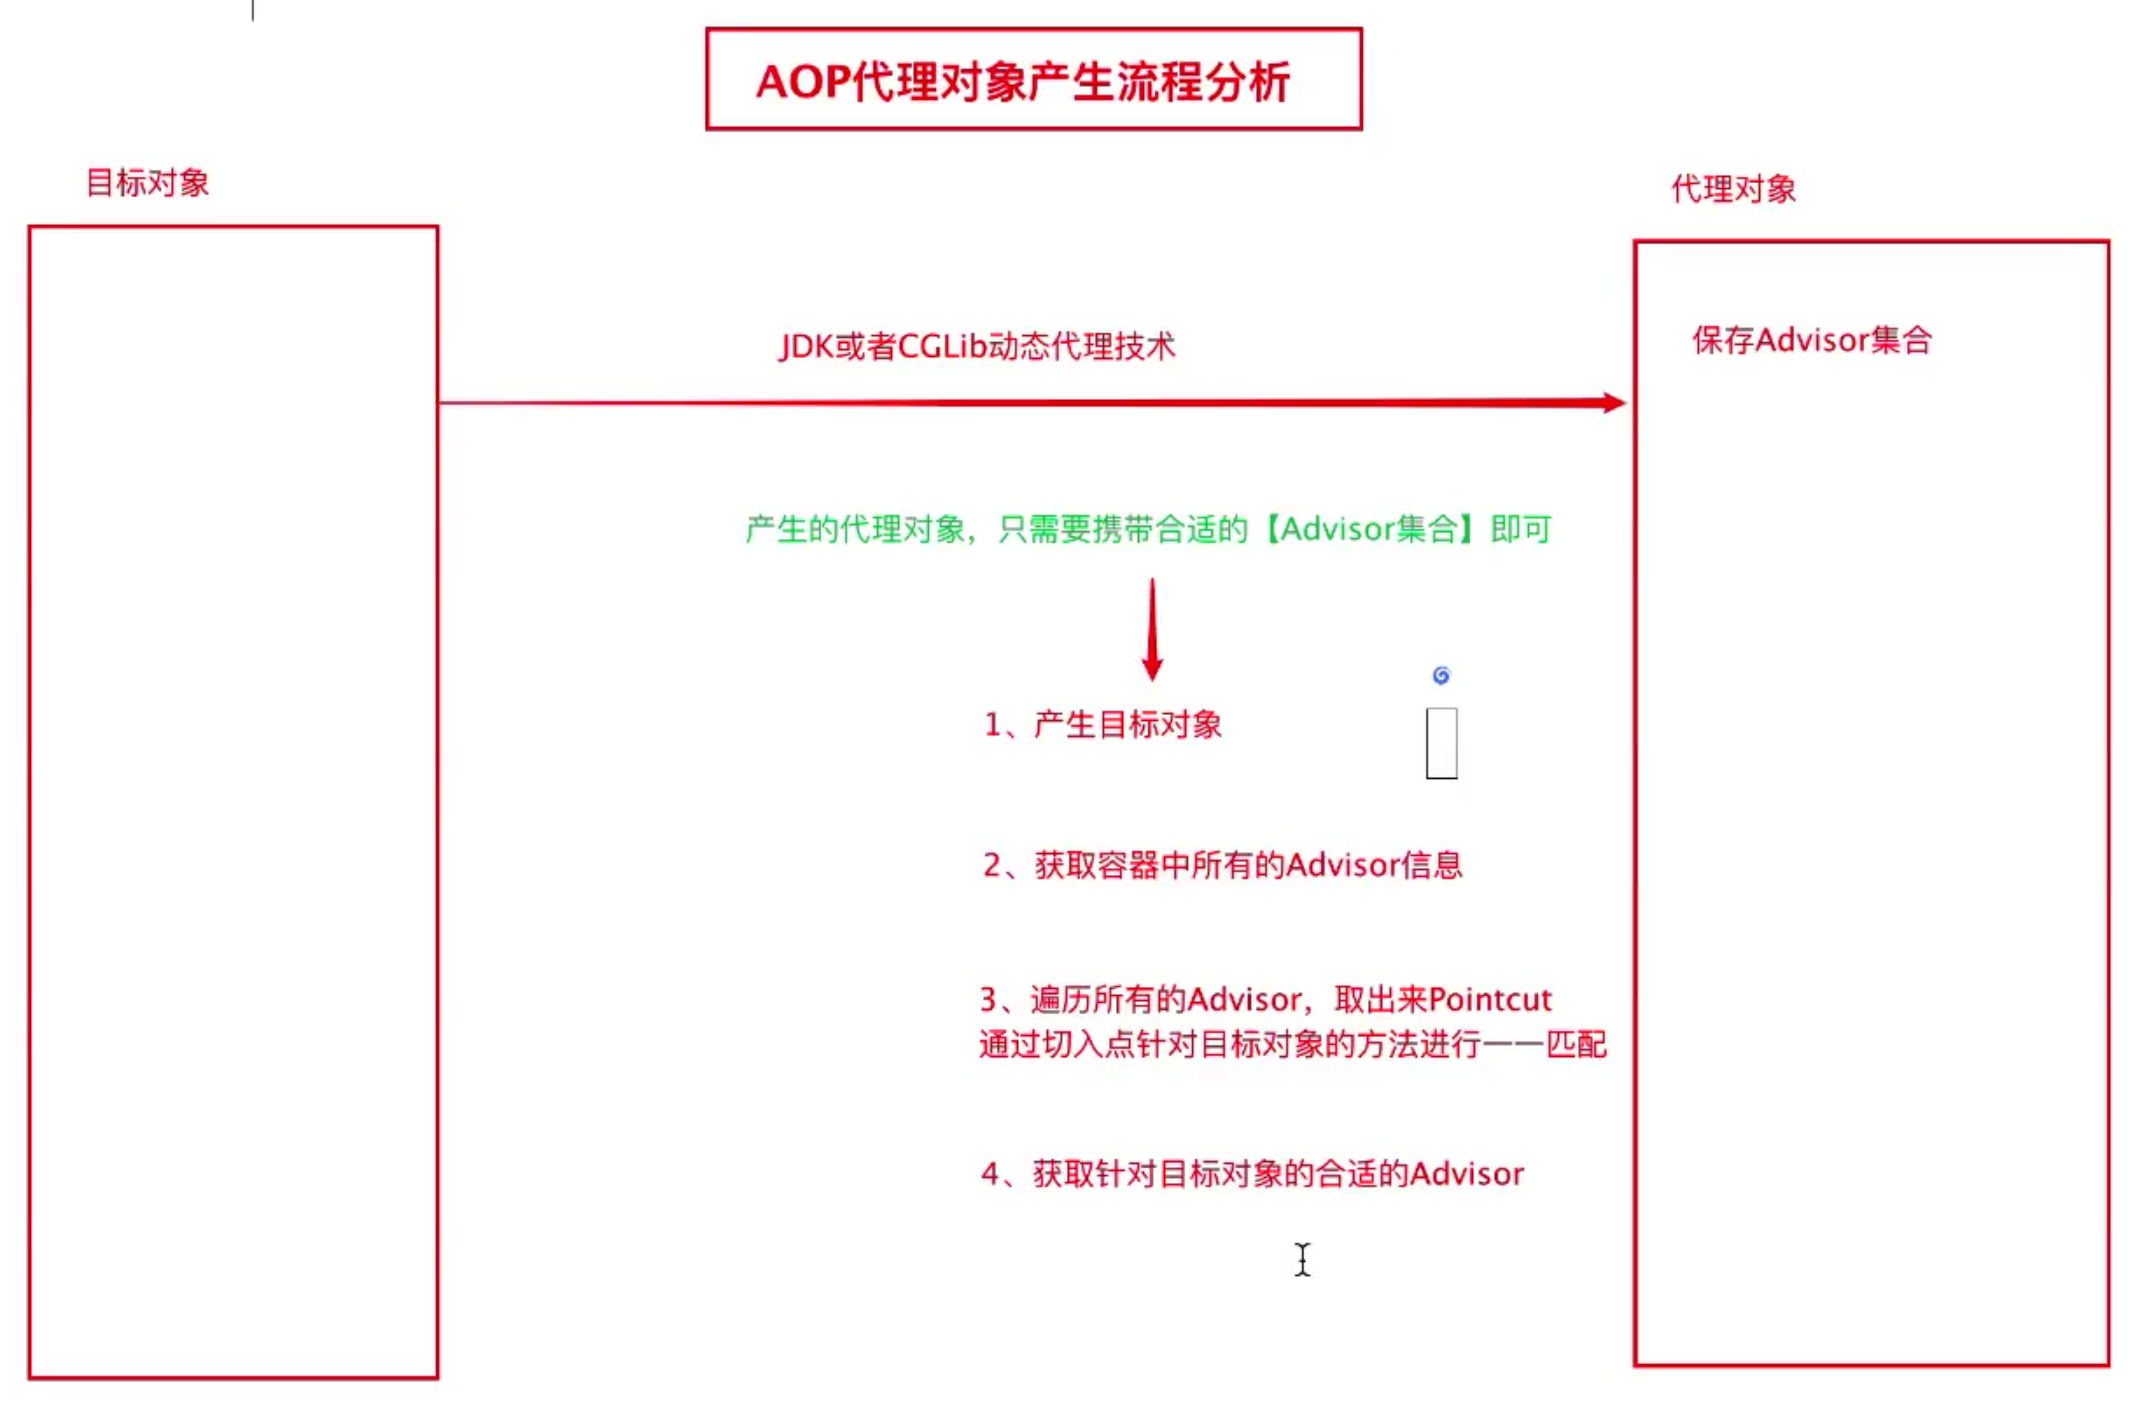 AOP代理对象产生流程分析
目标对象
代理对象
JDK或者CGLib动态代理技术
保存Advisor集合
产生的代理对象，只需要携带合适的【Advisor集合】即可
1、产生目标对象
2、获取容器中所有的Advisor信息
3、遍历所有的Advisor，取出来Pointcut
通过切入点针对目标对象的方法进行一一匹配
4、获取针对目标对象的合适的Advisor